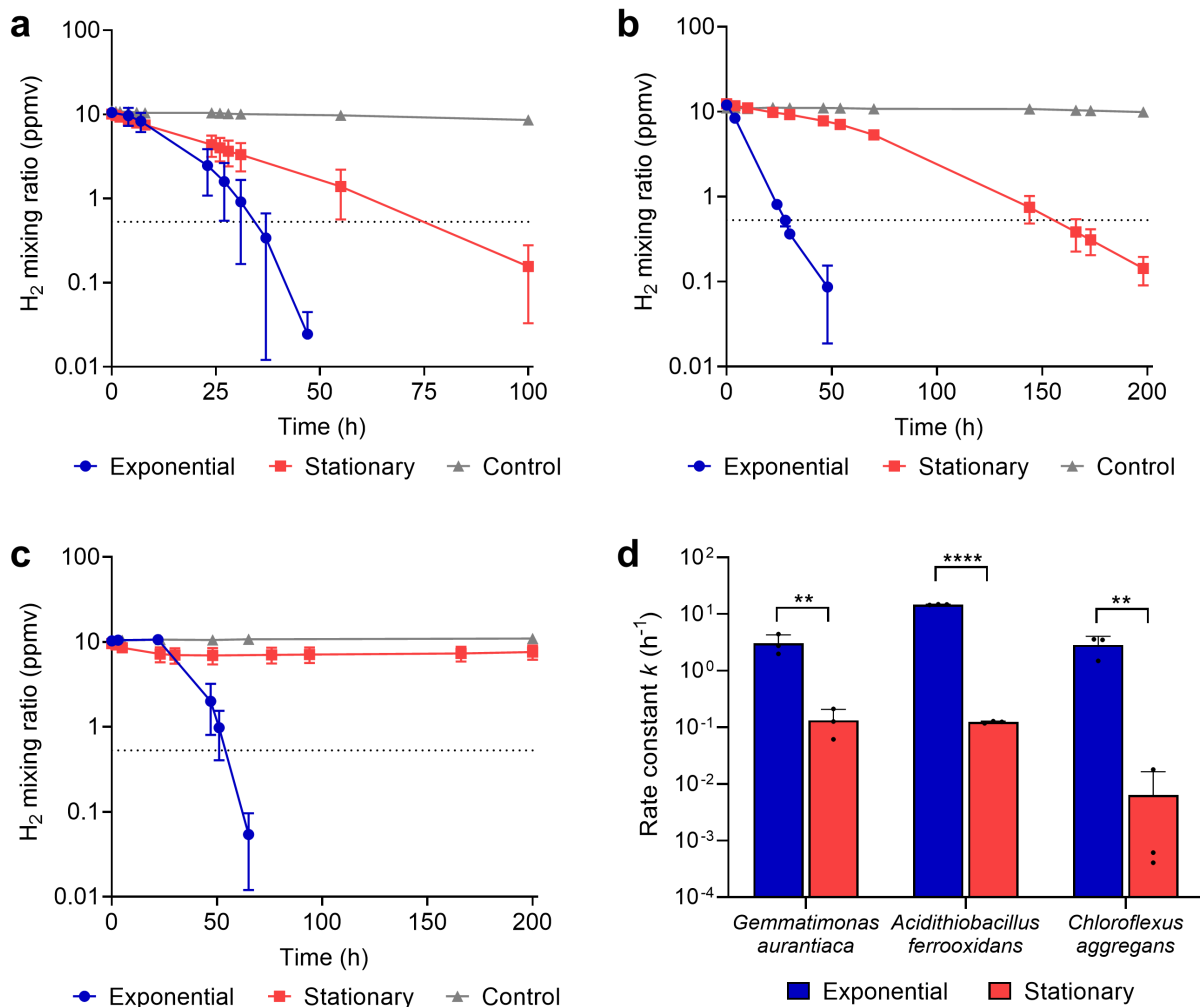 a
H2 mixing ratio (ppmv)
100
10
1
0.1
0.01
0 25 50 75 100
Time (h)
Exponential Stationary Control
b
H2 mixing ratio (ppmv)
100
10
1
0.1
0.01
0 50 100 150 200
Time (h)
Exponential Stationary Control
c
H2 mixing ratio (ppmv)
100
10
1
0.1
0.01
0 50 100 150 200
Time (h)
Exponential Stationary Control
d
Rate constant k (h-1)
10^2
10^1
10^0
10^-1
10^-2
10^-3
10^-4
** **** **
Gemmatimonas Acidithiobacillus Chloroflexus
aurantiaca ferrooxidans aggregans
Exponential Stationary